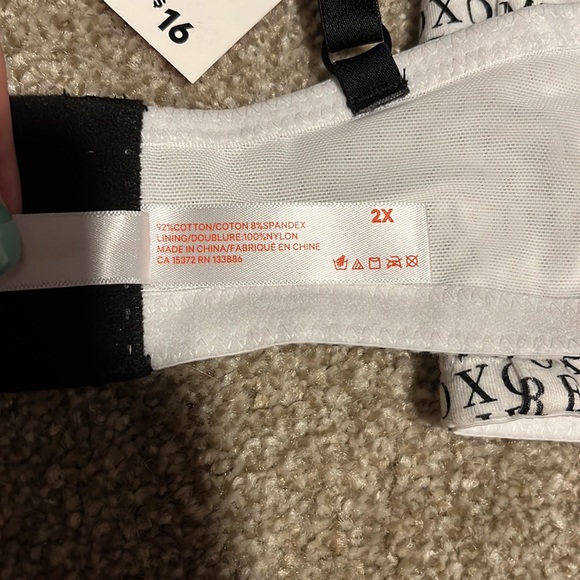 $16
92%COTTON/COTON 8%SPANDEX
LINING/DOUBLURE:100%NYLON
MADE IN CHINA/FABRIQUÉ EN CHINE
CA 15372 RN 133886
2X